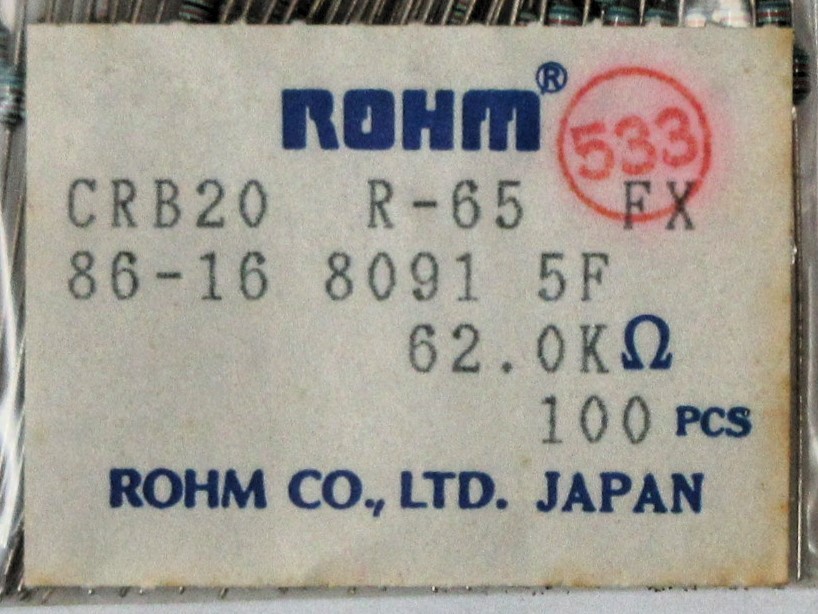 ROHM®
533
CRB20 R-65 FX
86-16 8091 5F
62.0KΩ
100 PCS
ROHM CO., LTD. JAPAN